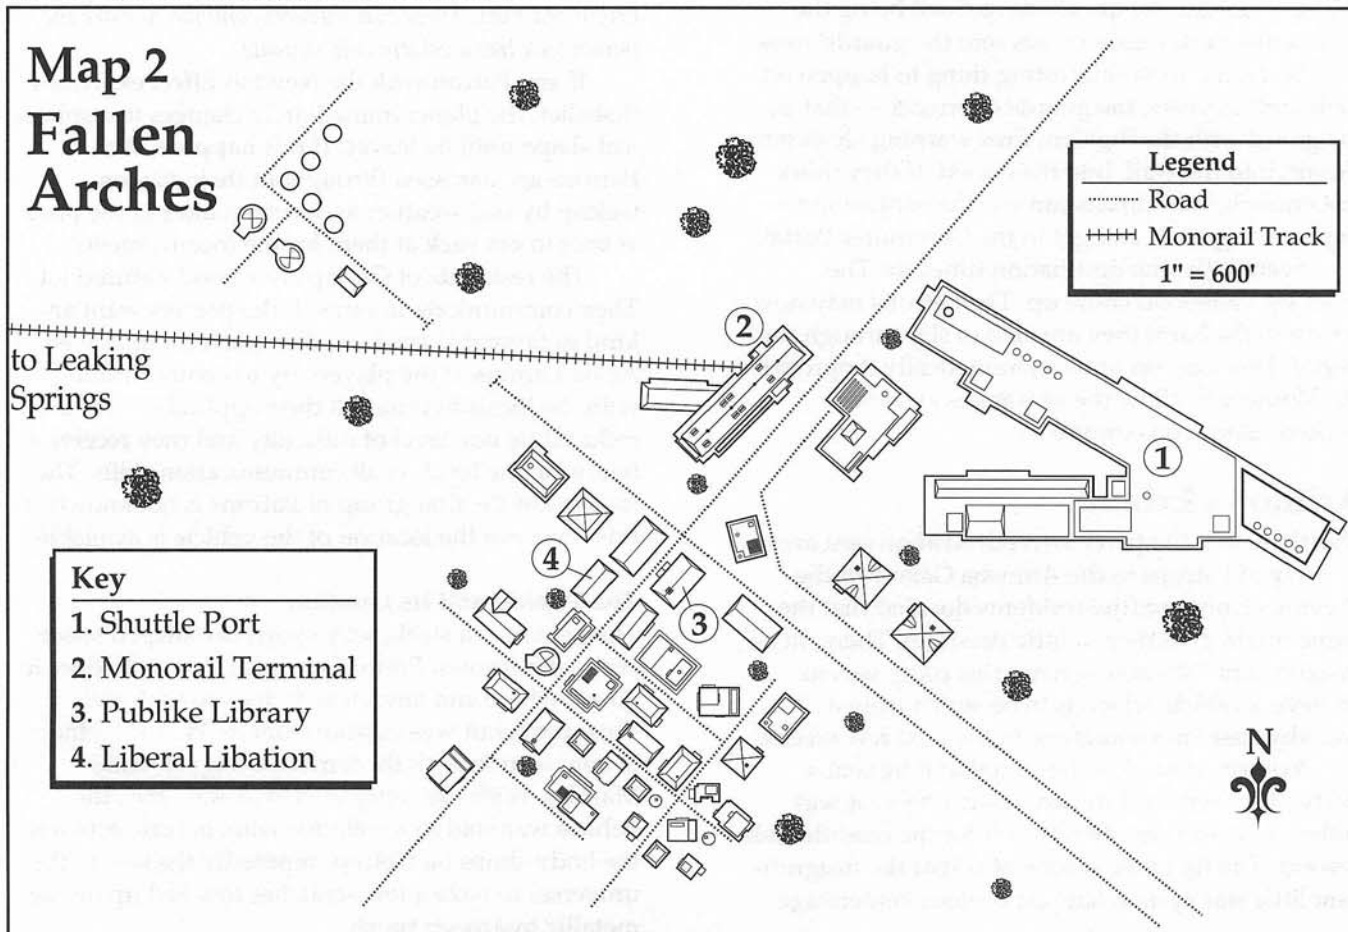 Map 2
Fallen
Arches
Legend
Road
Monorail Track
1" = 600'
to Leaking
Springs
2
1
4
3
Key
1. Shuttle Port
2. Monorail Terminal
3. Publike Library
4. Liberal Libation
N